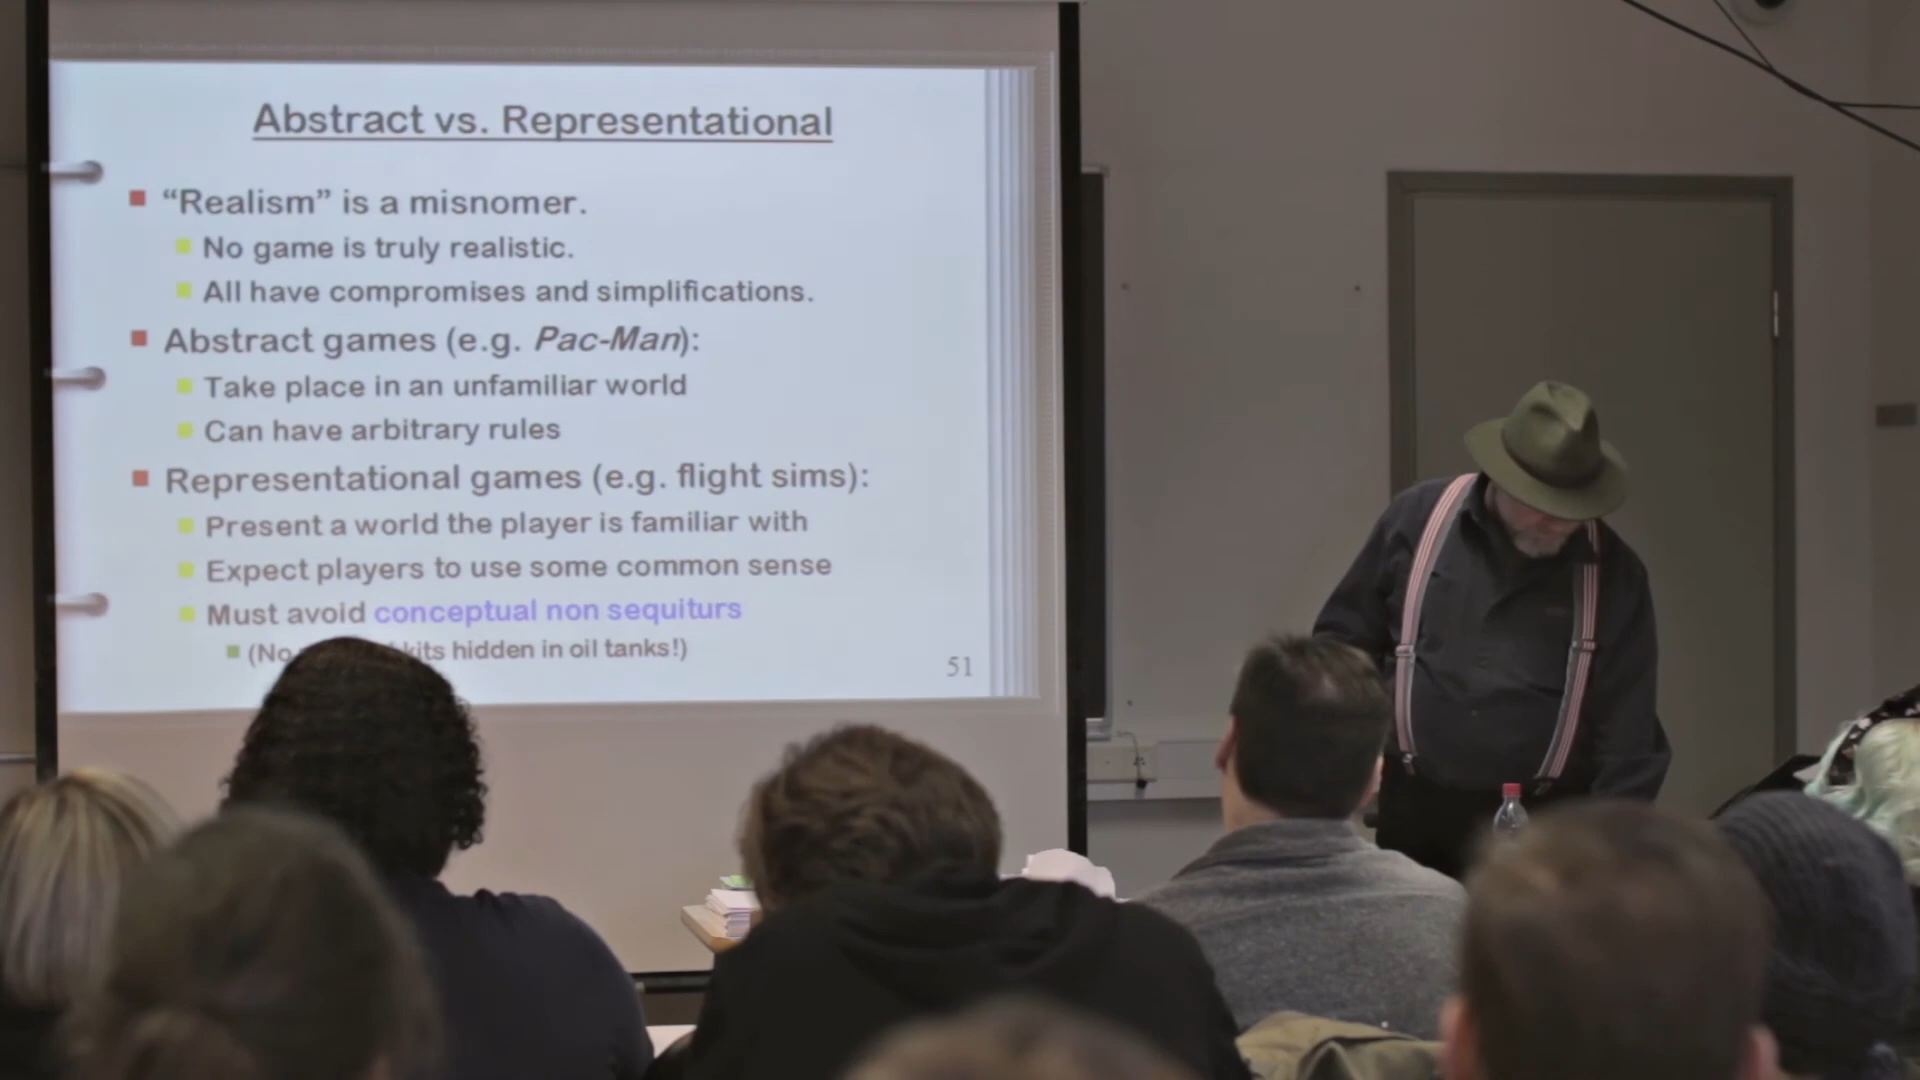 Abstract vs. Representational
“Realism” is a misnomer.
No game is truly realistic.
All have compromises and simplifications.
Abstract games (e.g. Pac-Man):
Take place in an unfamiliar world
Can have arbitrary rules
Representational games (e.g. flight sims):
Present a world the player is familiar with
Expect players to use some common sense
Must avoid conceptual non sequiturs
(No kits hidden in oil tanks!)
51